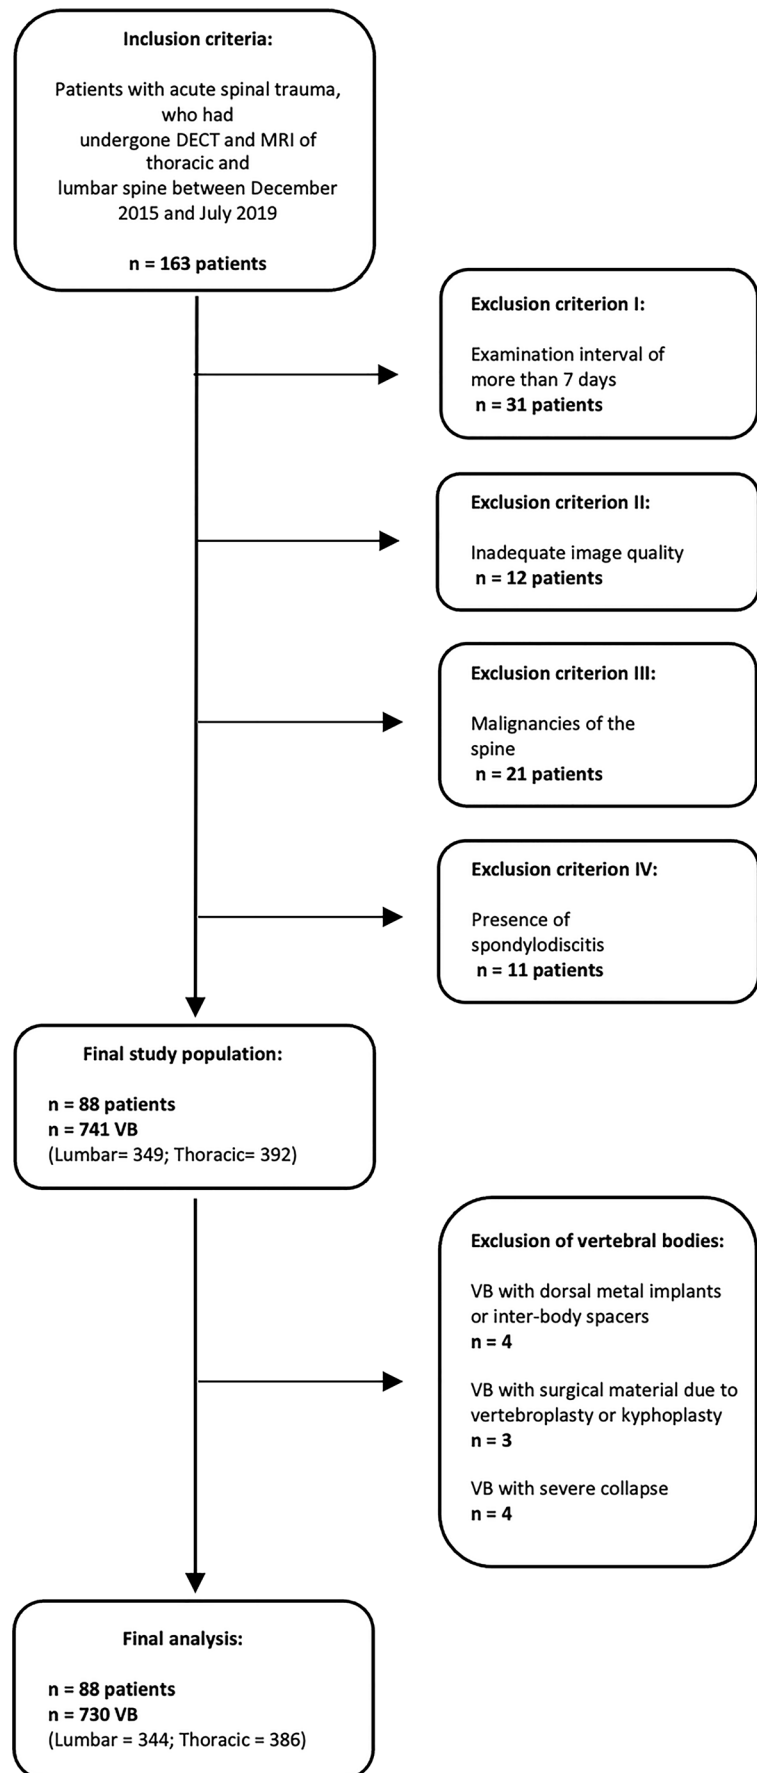 Inclusion criteria:
Patients with acute spinal trauma,
who had
undergone DECT and MRI of
thoracic and
lumbar spine between December
2015 and July 2019
n = 163 patients
Exclusion criterion I:
Examination interval of
more than 7 days
n = 31 patients
Exclusion criterion II:
Inadequate image quality
n = 12 patients
Exclusion criterion III:
Malignancies of the
spine
n = 21 patients
Exclusion criterion IV:
Presence of
spondylodiscitis
n = 11 patients
Final study population:
n = 88 patients
n = 741 VB
(Lumbar= 349; Thoracic= 392)
Exclusion of vertebral bodies:
VB with dorsal metal implants
or inter-body spacers
n = 4
VB with surgical material due to
vertebroplasty or kyphoplasty
n = 3
VB with severe collapse
n = 4
Final analysis:
n = 88 patients
n = 730 VB
(Lumbar = 344; Thoracic = 386)